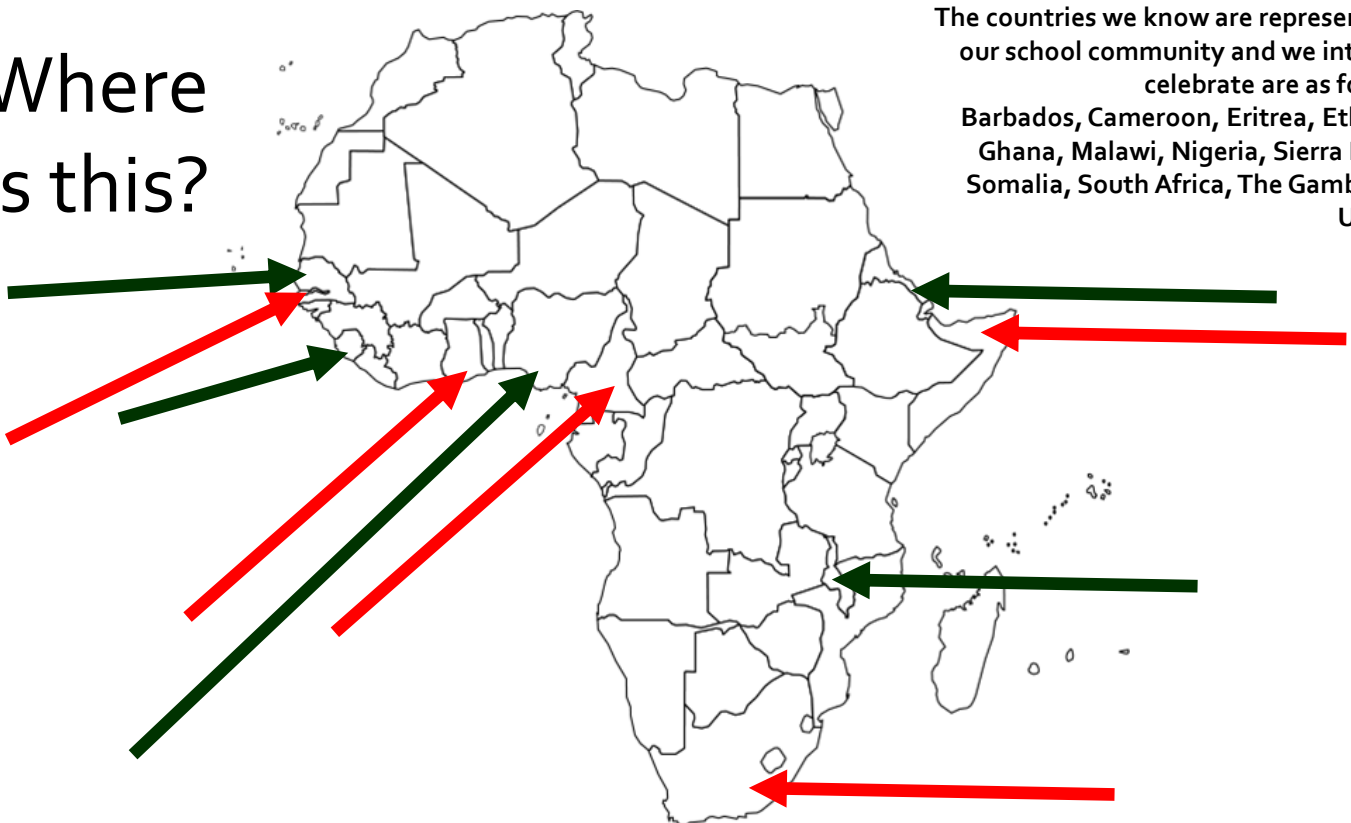 Where
s this?
The countries we know are represen
our school community and we int
celebrate are as fo
Barbados, Cameroon, Eritrea, Eth
Ghana, Malawi, Nigeria, Sierra
Somalia, South Africa, The Gamb
U